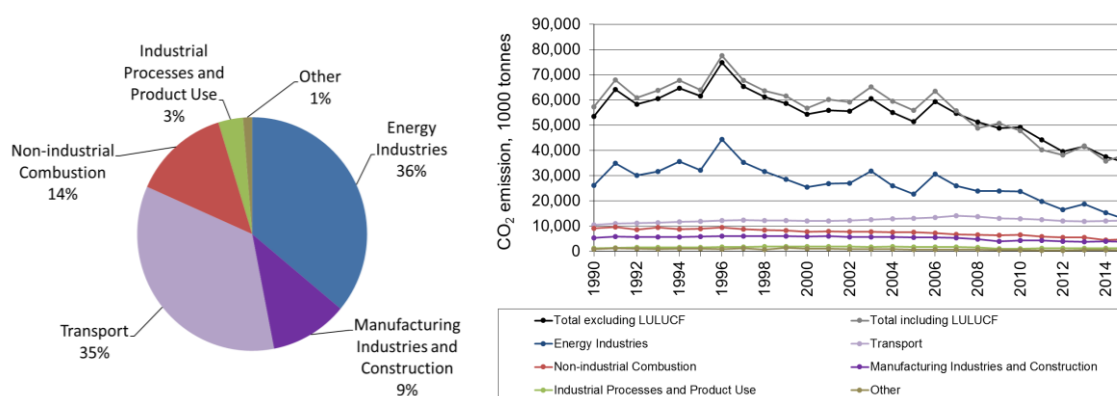 Industrial
Processes and
Product Use
3%
Other
1%
Energy
Industries
36%
Non-industrial
Combustion
14%
Transport
35%
Manufacturing
Industries and
Construction
9%
CO2 emission, 1000 tonnes
90,000
80,000
70,000
60,000
50,000
40,000
30,000
20,000
10,000
0
1990
1992
1994
1996
1998
2000
2002
2004
2006
2008
2010
2012
2014
Total excluding LULUCF
Total including LULUCF
Energy Industries
Transport
Non-industrial Combustion
Manufacturing Industries and Construction
Industrial Processes and Product Use
Other